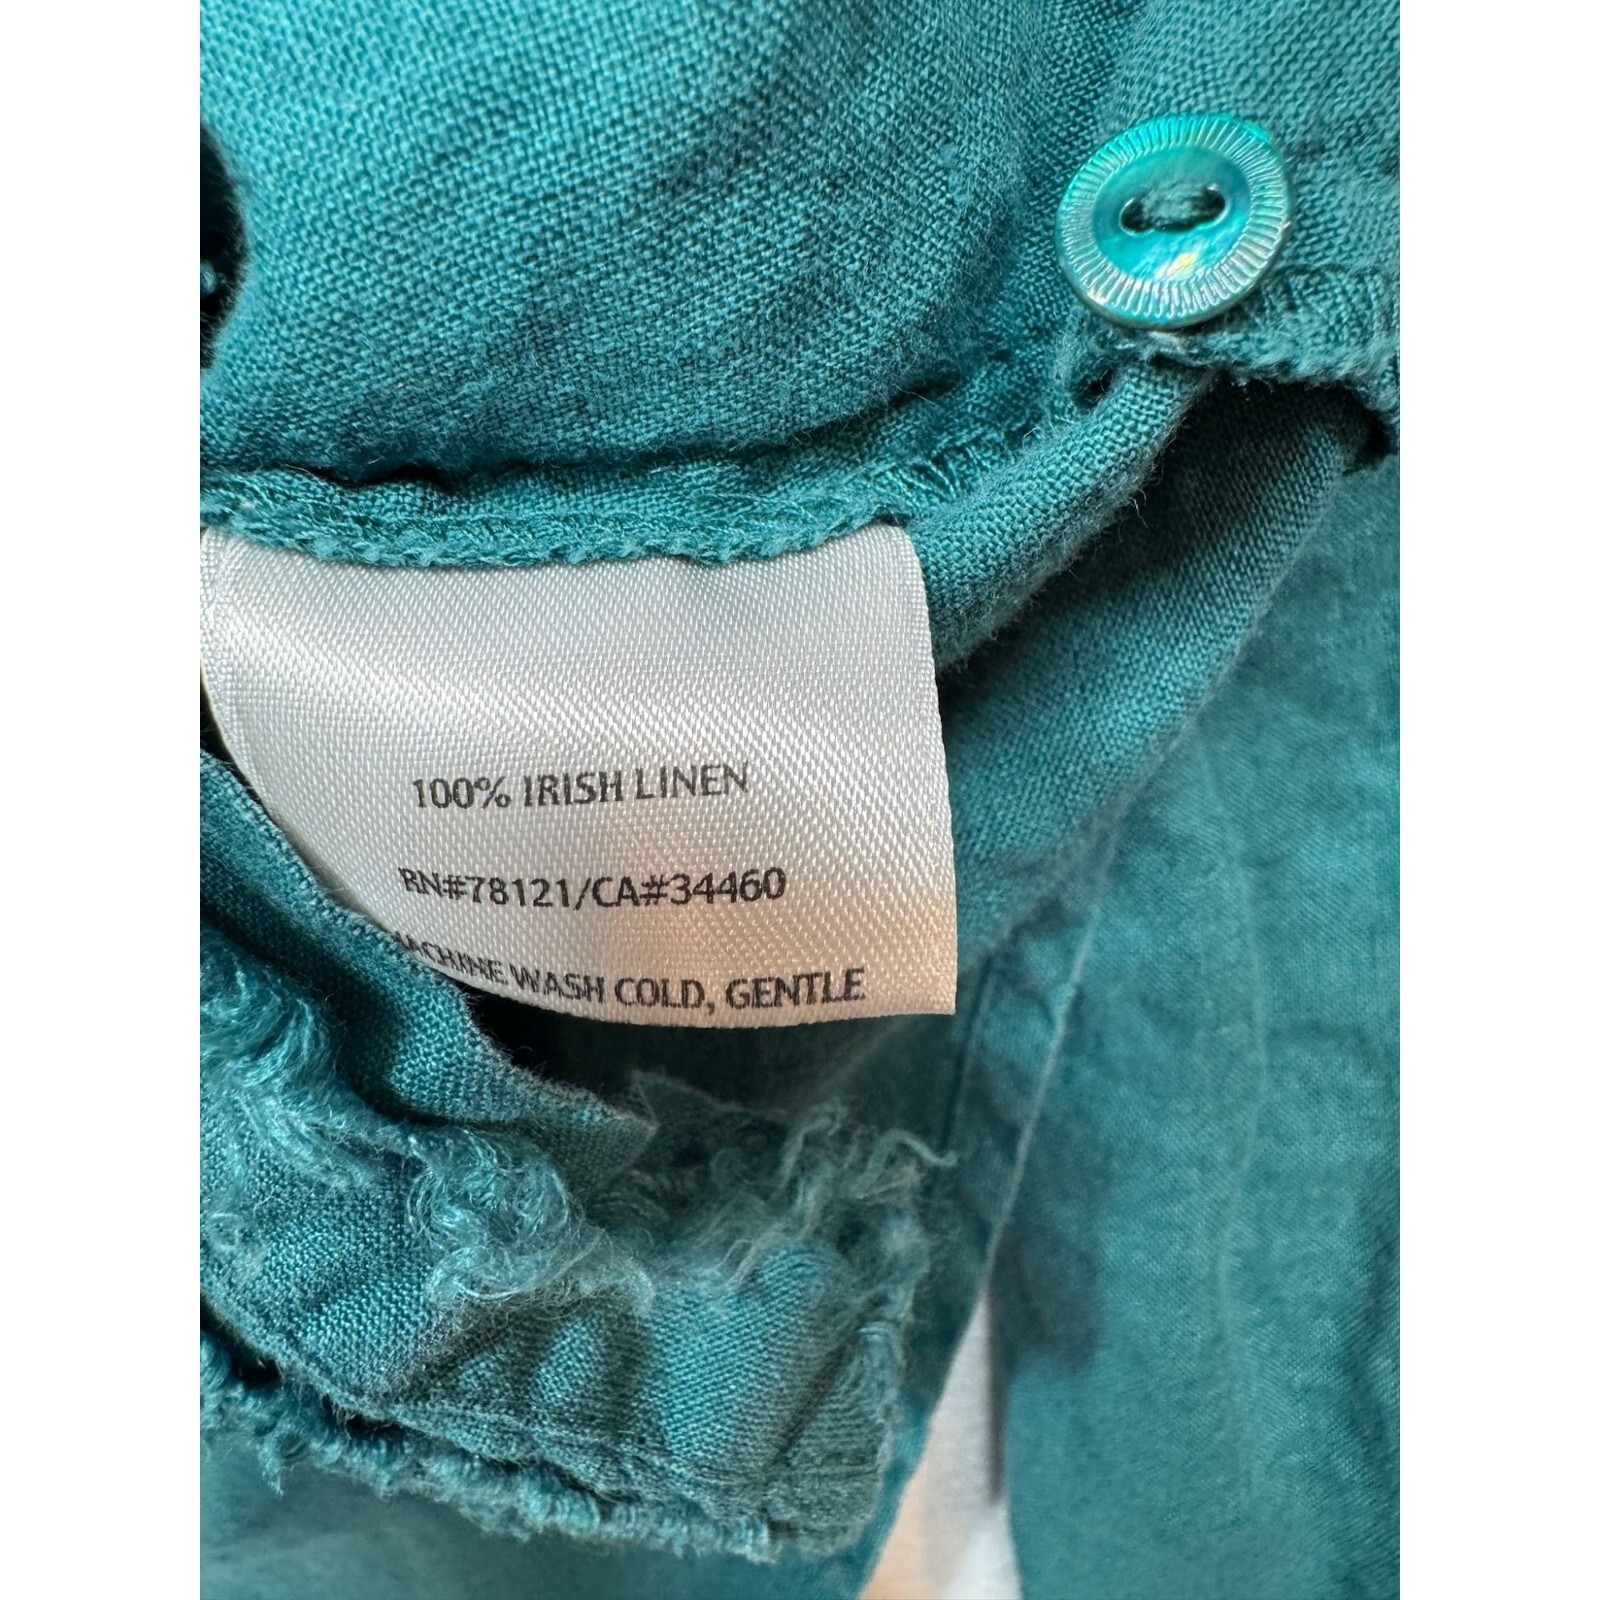 100% IRISH LINEN
RN#78121/CA#34460
MACHINE WASH COLD, GENTLE